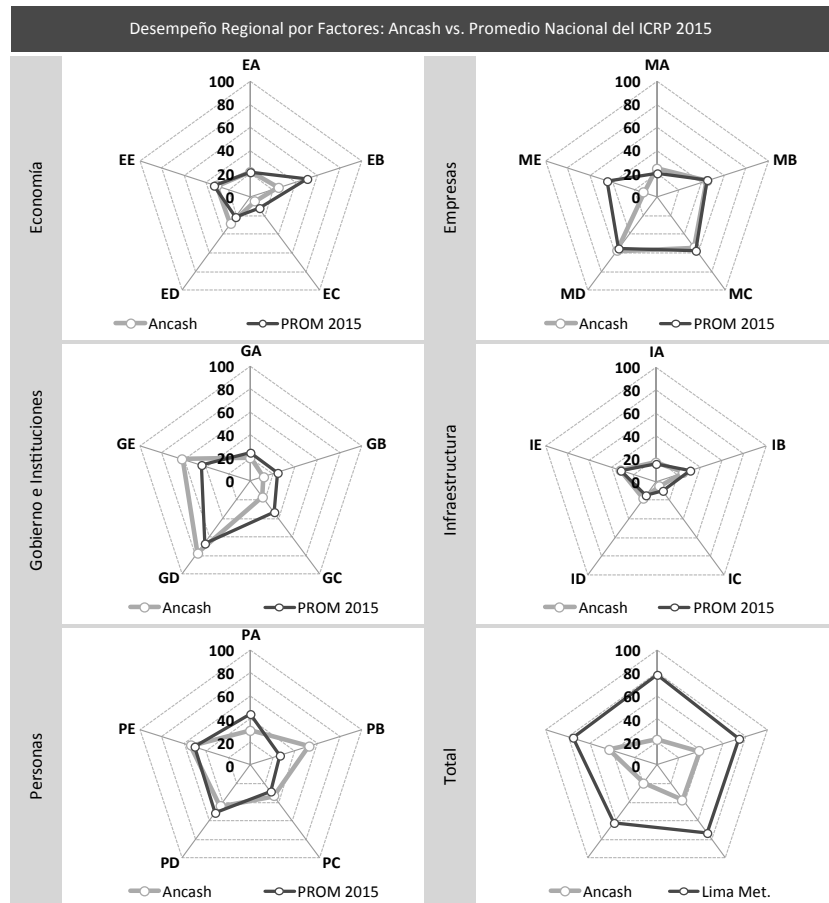 Desempeño Regional por Factores: Ancash vs. Promedio Nacional del ICRP 2015
Economía
EA
100
80
60
40
20
0
EB
EC
ED
EE
Ancash
PROM 2015
Empresas
MA
100
80
60
40
20
0
MB
MC
MD
ME
Ancash
PROM 2015
Gobierno e Instituciones
GA
100
80
60
40
20
0
GB
GC
GD
GE
Ancash
PROM 2015
Infraestructura
IA
100
80
60
40
20
0
IB
IC
ID
IE
Ancash
PROM 2015
Personas
PA
100
80
60
40
20
0
PB
PC
PD
PE
Ancash
PROM 2015
Total
100
80
60
40
20
0
Ancash
Lima Met.